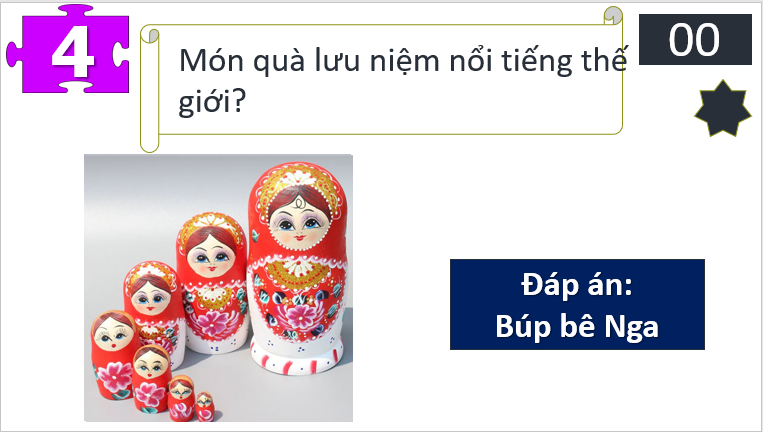 4
Món quà lưu niệm nổi tiếng thế
giới?
00
Đáp án:
Búp bê Nga